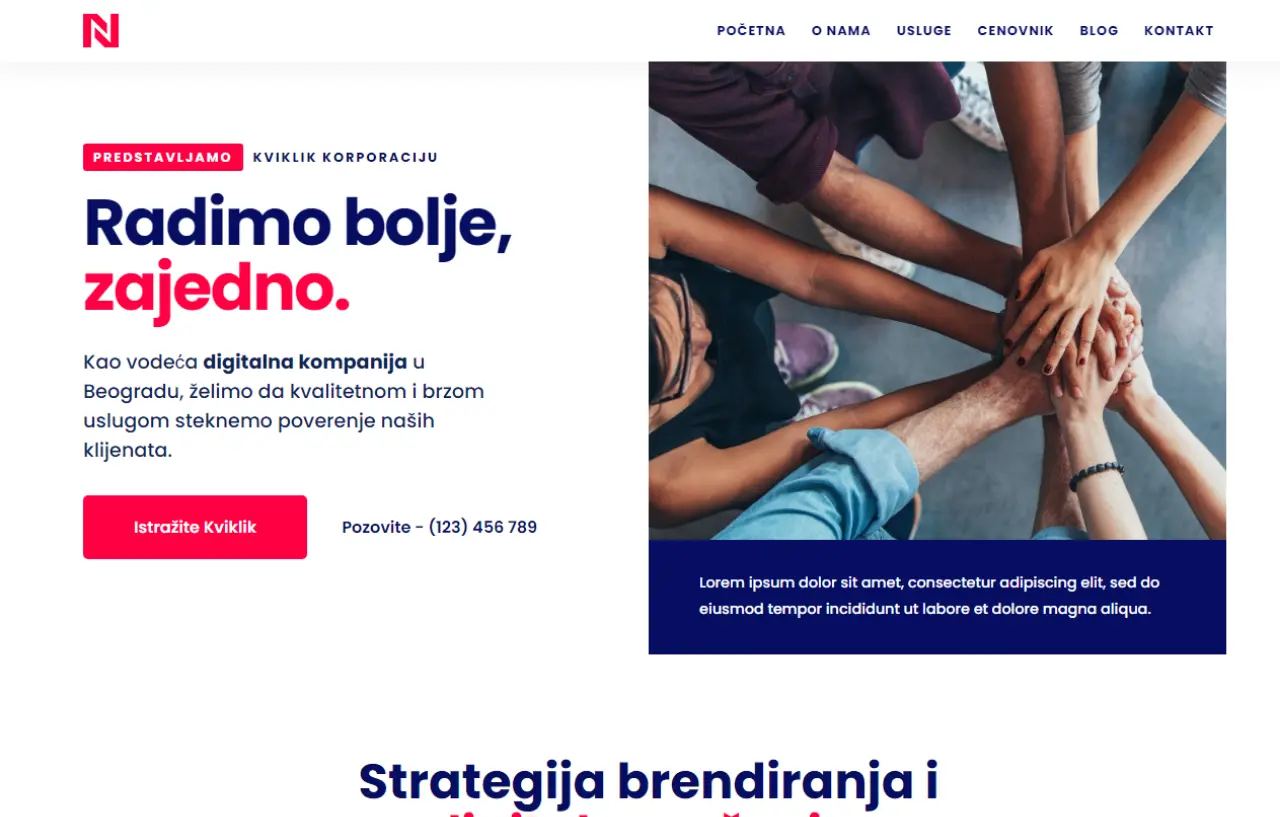 N
POČETNA O NAMA USLUGE CENOVNIK BLOG KONTAKT
PREDSTAVLJAMO KVIKLIK KORPORACIJU
Radimo bolje,
zajedno.
Kao vodeća digitalna kompanija u
Beogradu, želimo da kvalitetnom i brzom
uslugom steknemo poverenje naših
klijenata.
Istražite Kviklik
Pozovite - (123) 456 789
Lorem ipsum dolor sit amet, consectetur adipiscing elit, sed do
eiusmod tempor incididunt ut labore et dolore magna aliqua.
Strategija brendiranja i